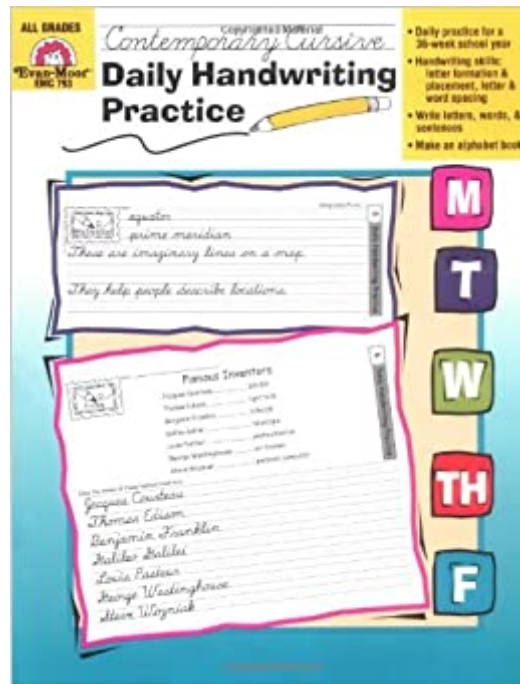 ALL GRADES
Evan-Moor
EMC 793
Copyrighted Material
Contemporary Cursive
Daily Handwriting
Practice
• Daily practice for a
36-week school year
• Handwriting skills:
letter formation &
placement, letter &
word spacing
• Write letters, words, &
sentences
• Make an alphabet book
M
T
W
TH
F
equator
prime meridian
These are imaginary lines on a map.
They help people describe locations.
Famous Inventors
Jacques Cousteau
Thomas Edison
Benjamin Franklin
Galileo Galilei
Louis Pasteur
George Westinghouse
Steve Wozniak